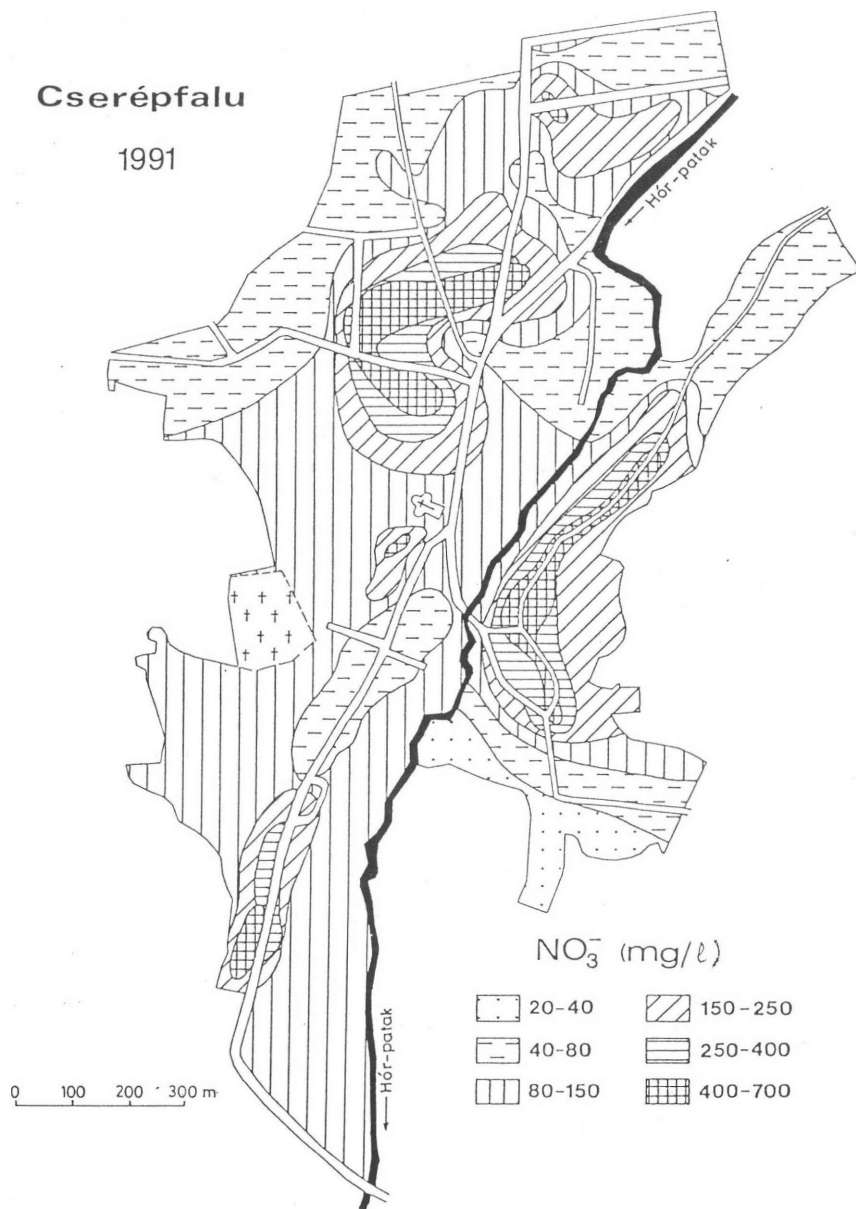 Cserépfalu
1991
← Hór-patak
NO₃⁻ (mg/ℓ)
20-40
150-250
40-80
250-400
80-150
400-700
0 100 200 300 m
← Hór-patak